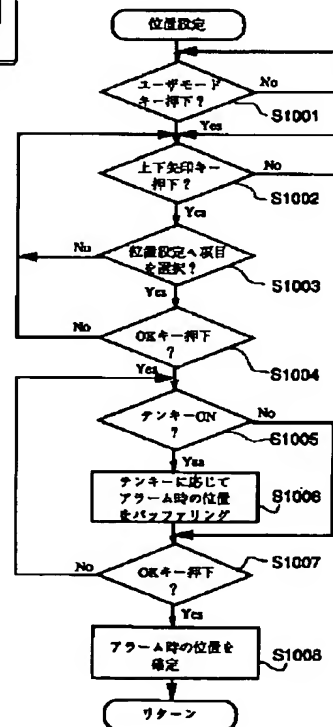 位置設定
ユーザモード
キー押下?
No
S1001
Yes
上下矢印キー
押下?
No
S1002
Yes
No
位置設定へ項目
を選択?
S1003
Yes
No
OKキー押下
?
S1004
Yes
テンキーON
?
No
S1005
Yes
テンキーに応じて
アラーム時の位置
をバッファリング
S1006
No
OKキー押下
?
S1007
Yes
アラーム時の位置を
確定
S1008
リターン